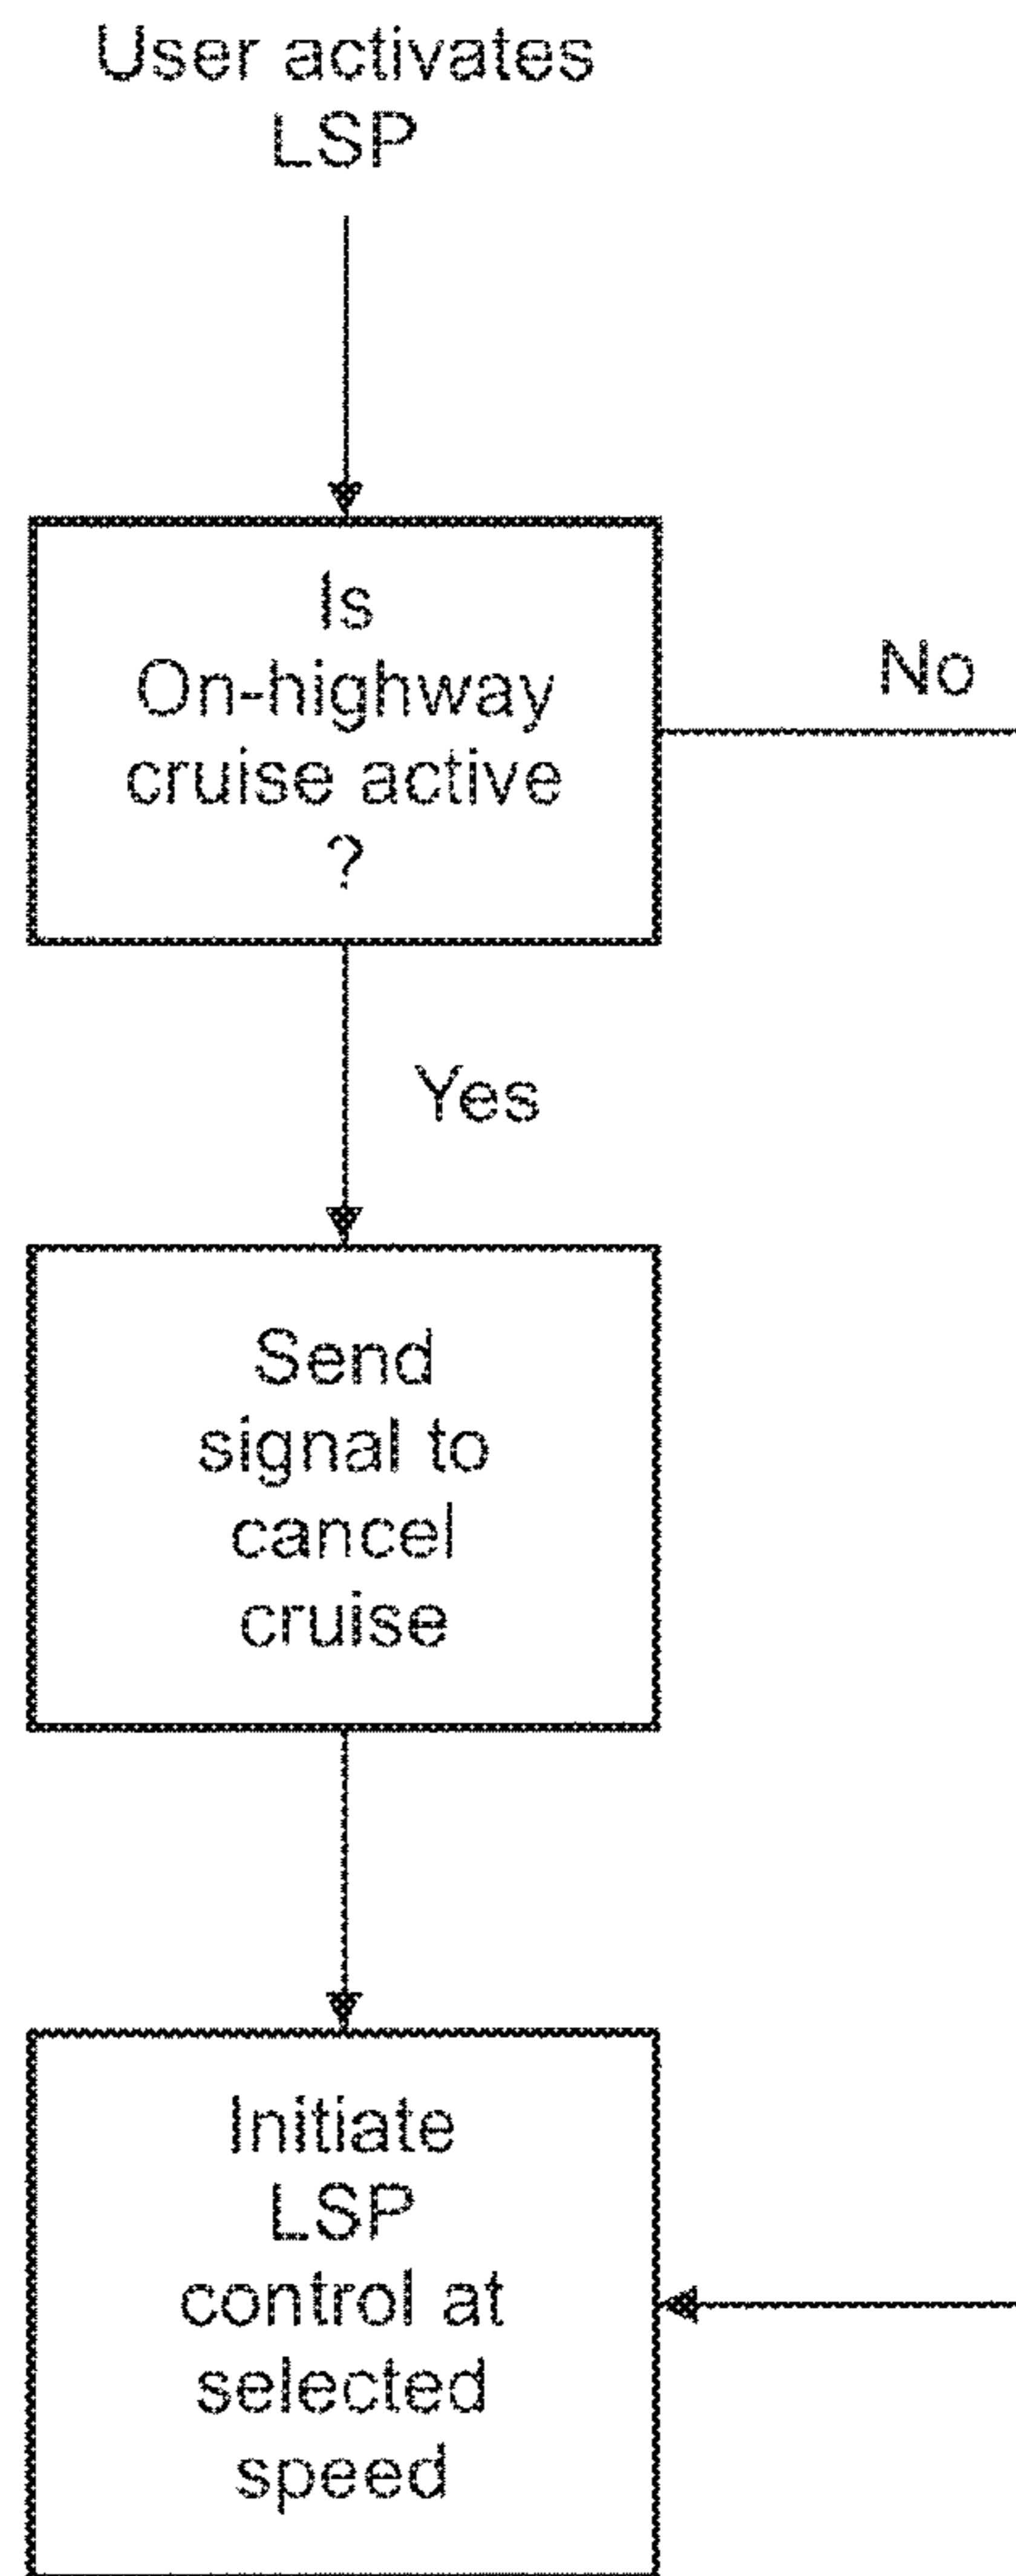 User activates
LSP
Is
On-highway
cruise active
?
No
Yes
Send
signal to
cancel
cruise
Initiate
LSP
control at
selected
speed